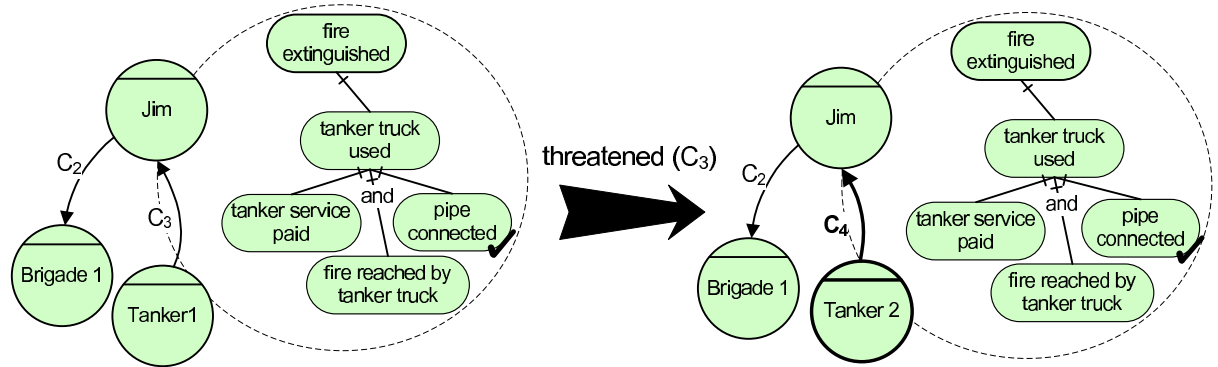 fire
extinguished
Jim
tanker truck
used
C2
and
C3
tanker service
paid
pipe
connected
fire reached by
tanker truck
Brigade 1
Tanker1
threatened (C3)
fire
extinguished
Jim
tanker truck
used
C2
and
C4
tanker service
paid
pipe
connected
fire reached by
tanker truck
Brigade 1
Tanker 2